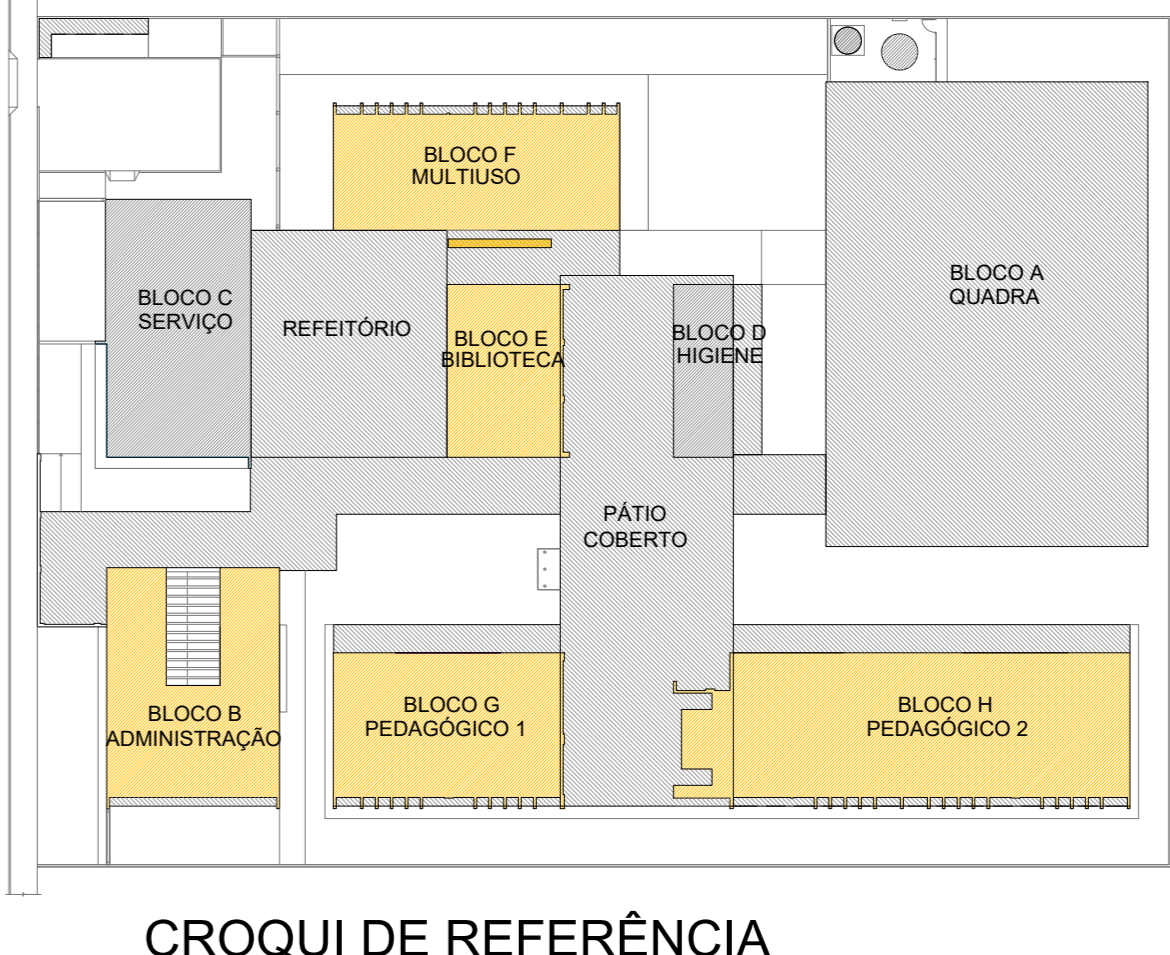 BLOCO F
MULTIUSO
BLOCO A
QUADRA
BLOCO C
SERVIÇO
REFEITÓRIO
BLOCO E
BIBLIOTECA
BLOCO D
HIGIENE
PÁTIO
COBERTO
BLOCO B
ADMINISTRAÇÃO
BLOCO G
PEDAGÓGICO 1
BLOCO H
PEDAGÓGICO 2
CROQUI DE REFERÊNCIA